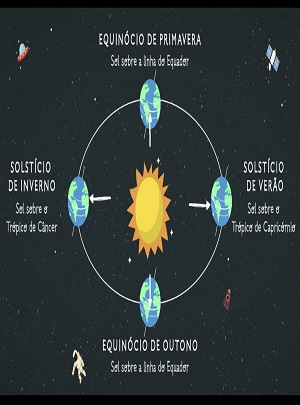 EQUINÓCIO DE PRIMAVERA
Sol sobre a linha do Equador
SOLSTÍCIO
DE INVERNO
Sol sobre o
Trópico de Câncer
SOLSTÍCIO
DE VERÃO
Sol sobre o
Trópico de Capricórnio
EQUINÓCIO DE OUTONO
Sol sobre a linha do Equador